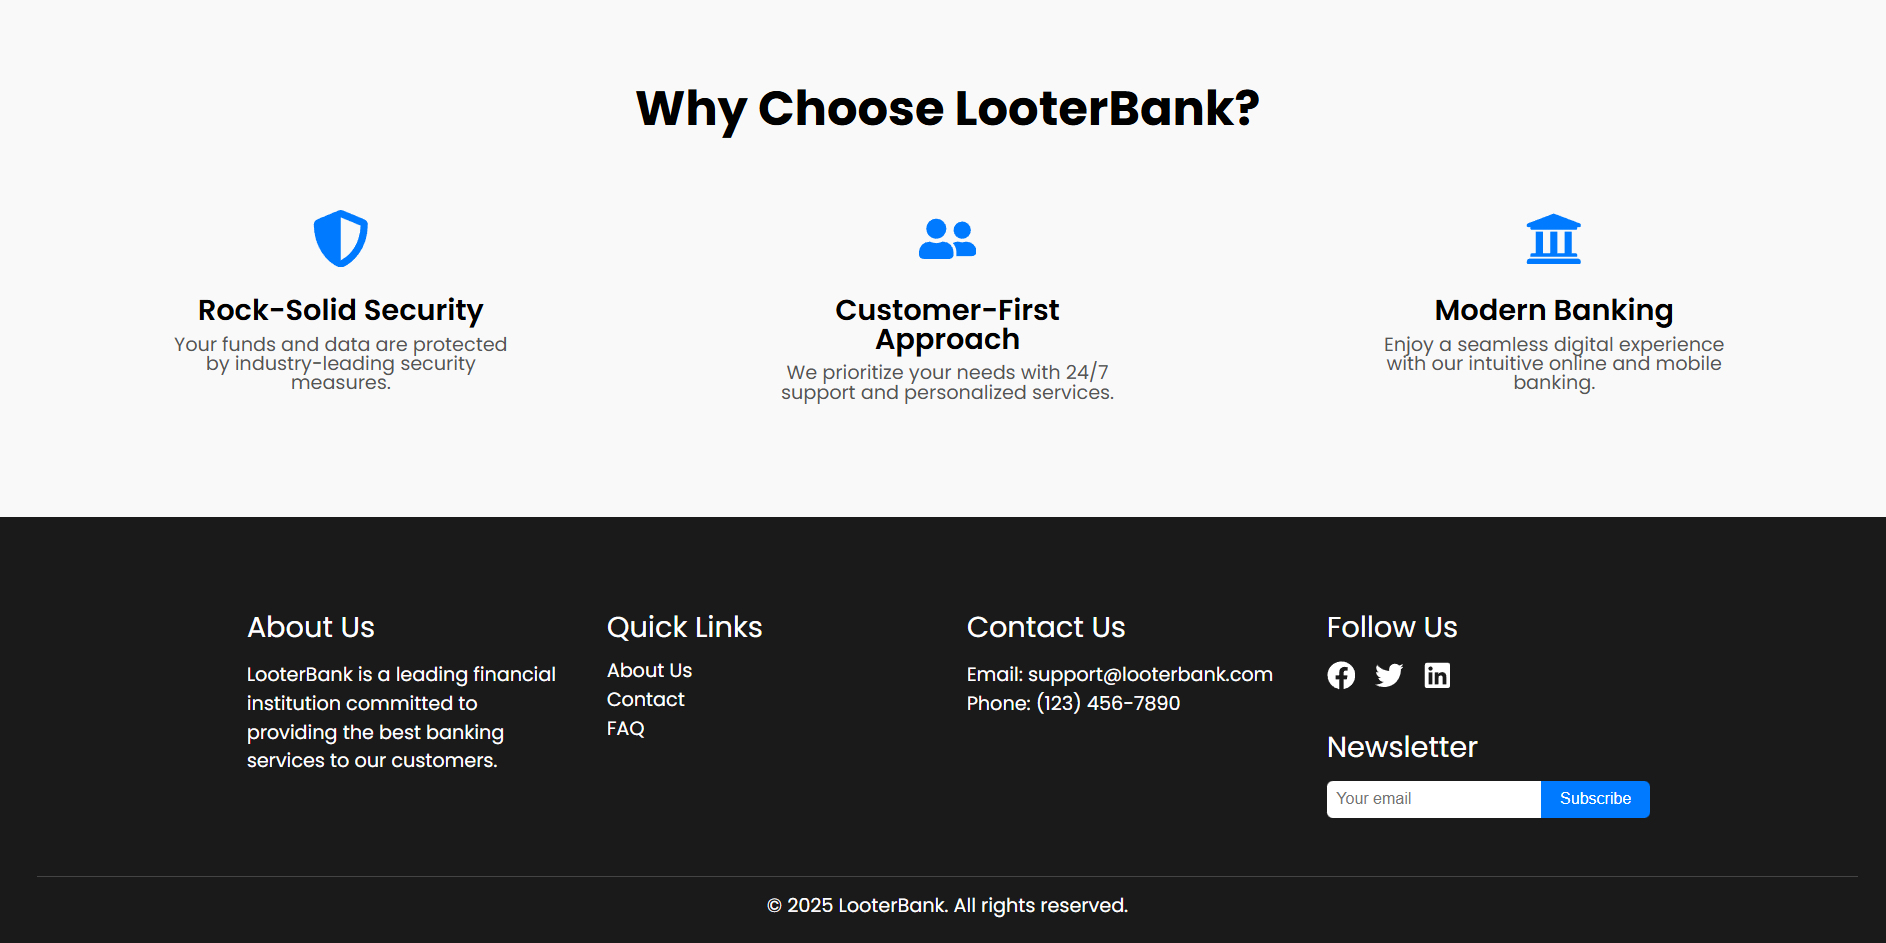 Why Choose LooterBank?
Rock-Solid Security
Your funds and data are protected
by industry-leading security
measures.
Customer-First
Approach
We prioritize your needs with 24/7
support and personalized services.
Modern Banking
Enjoy a seamless digital experience
with our intuitive online and mobile
banking.
About Us
LooterBank is a leading financial
institution committed to
providing the best banking
services to our customers.
Quick Links
About Us
Contact
FAQ
Contact Us
Email: support@looterbank.com
Phone: (123) 456-7890
Follow Us
Newsletter
Your email
Subscribe
© 2025 LooterBank. All rights reserved.